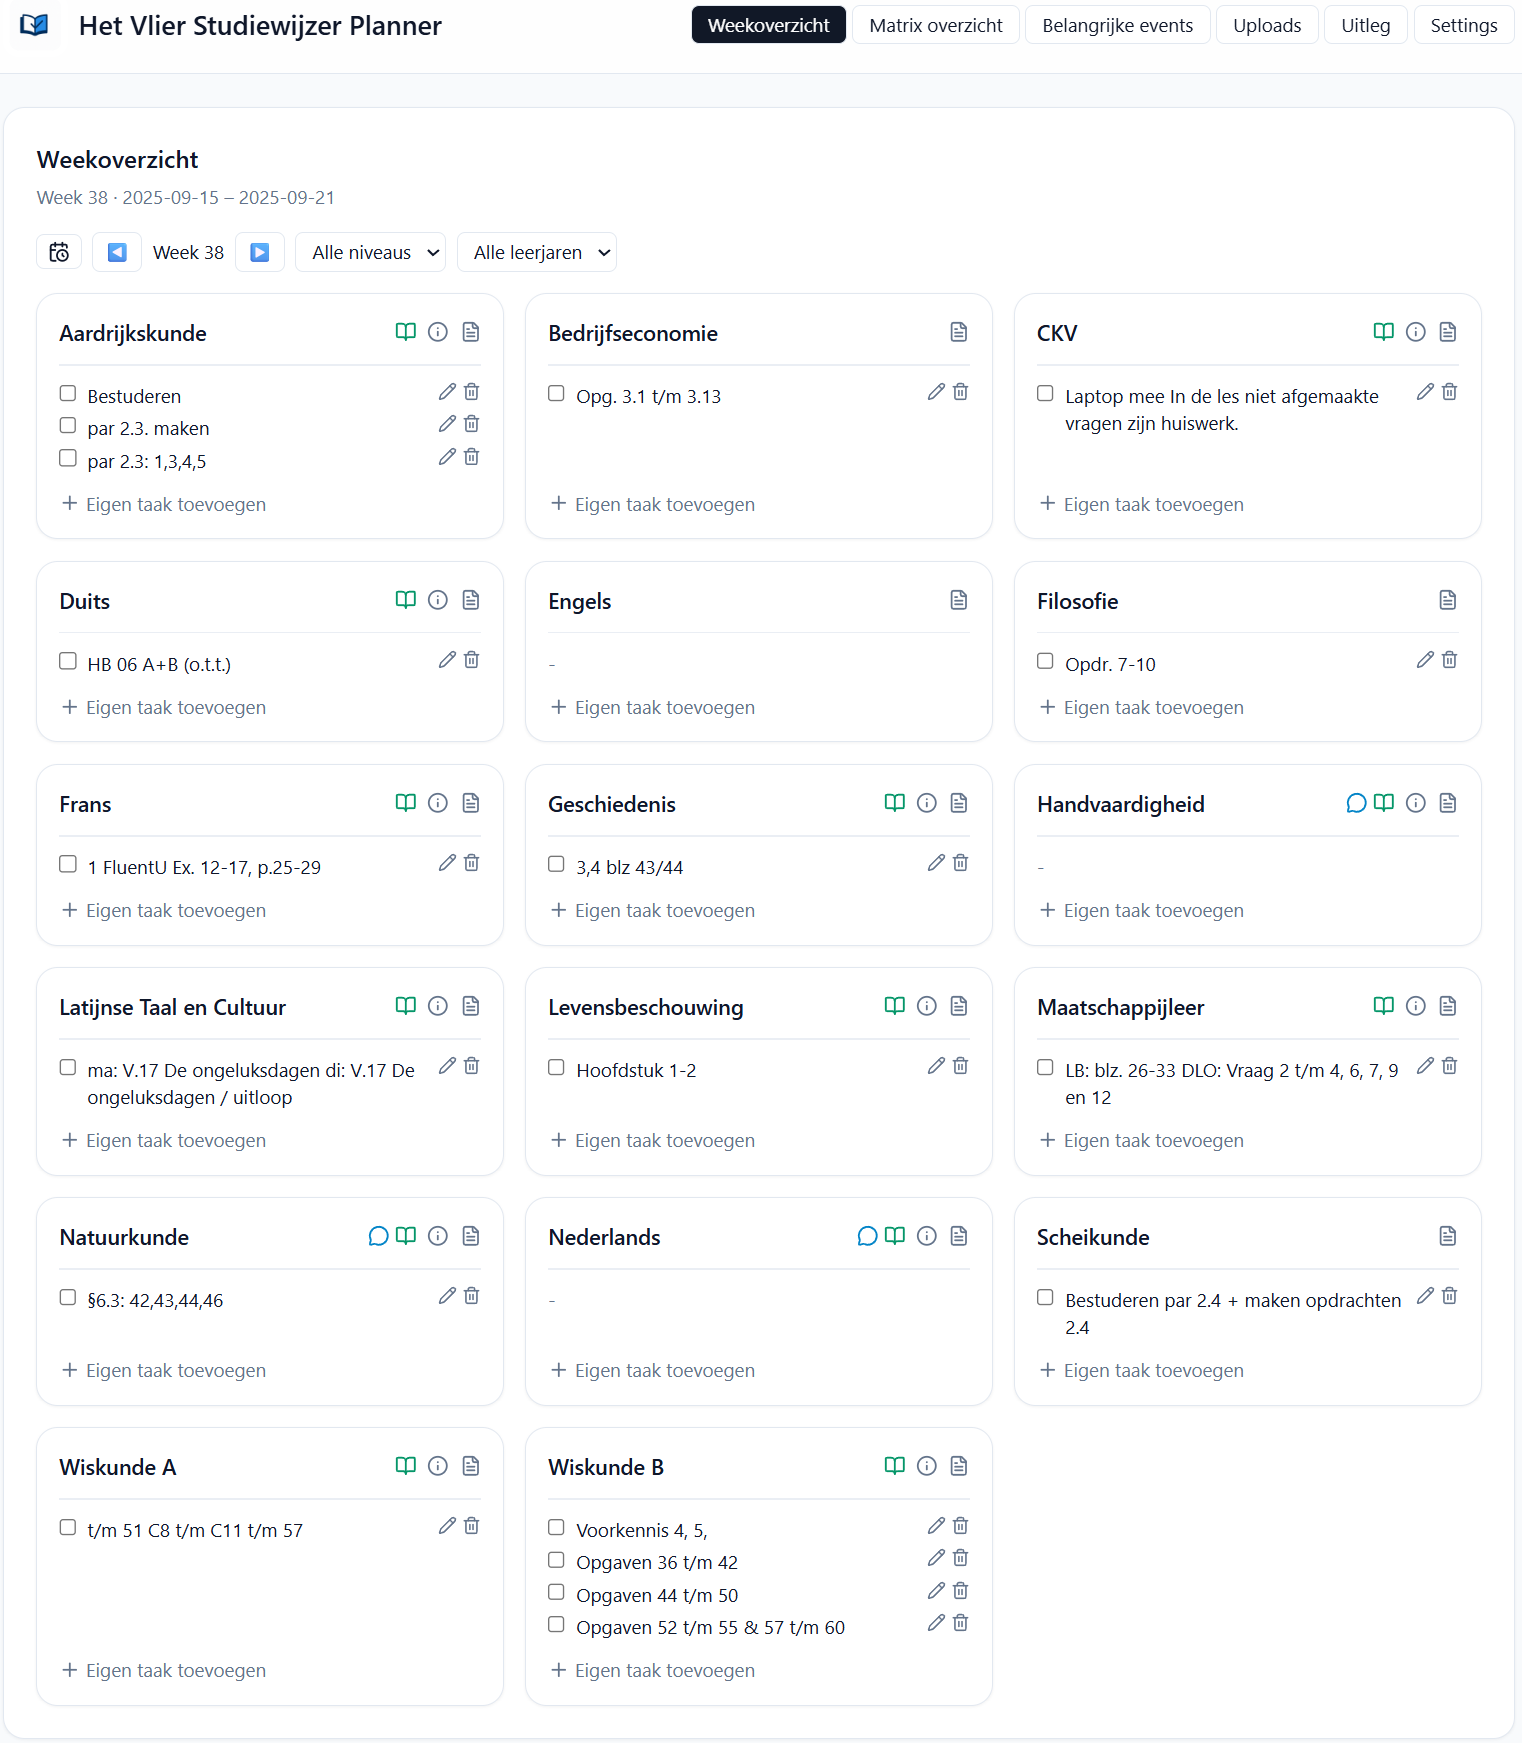 Het Vlier Studiewijzer Planner
Weekoverzicht
Matrix overzicht
Belangrijke events
Uploads
Uitleg
Settings
Weekoverzicht
Week 38 · 2025-09-15 – 2025-09-21
Week 38
Alle niveaus
Alle leerjaren
Aardrijkskunde
Bestuderen
par 2.3. maken
par 2.3: 1,3,4,5
+ Eigen taak toevoegen
Bedrijfseconomie
Opg. 3.1 t/m 3.13
+ Eigen taak toevoegen
CKV
Laptop mee In de les niet afgemaakte
vragen zijn huiswerk.
+ Eigen taak toevoegen
Duits
HB 06 A+B (o.t.t.)
+ Eigen taak toevoegen
Engels
-
+ Eigen taak toevoegen
Filosofie
Opdr. 7-10
+ Eigen taak toevoegen
Frans
1 FluentU Ex. 12-17, p.25-29
+ Eigen taak toevoegen
Geschiedenis
3,4 blz 43/44
+ Eigen taak toevoegen
Handvaardigheid
-
+ Eigen taak toevoegen
Latijnse Taal en Cultuur
ma: V.17 De ongeluksdagen di: V.17 De
ongeluksdagen / uitloop
+ Eigen taak toevoegen
Levensbeschouwing
Hoofdstuk 1-2
+ Eigen taak toevoegen
Maatschappijleer
LB: blz. 26-33 DLO: Vraag 2 t/m 4, 6, 7, 9
en 12
+ Eigen taak toevoegen
Natuurkunde
§6.3: 42,43,44,46
+ Eigen taak toevoegen
Nederlands
-
+ Eigen taak toevoegen
Scheikunde
Bestuderen par 2.4 + maken opdrachten
2.4
+ Eigen taak toevoegen
Wiskunde A
t/m 51 C8 t/m C11 t/m 57
+ Eigen taak toevoegen
Wiskunde B
Voorkennis 4, 5,
Opgaven 36 t/m 42
Opgaven 44 t/m 50
Opgaven 52 t/m 55 & 57 t/m 60
+ Eigen taak toevoegen